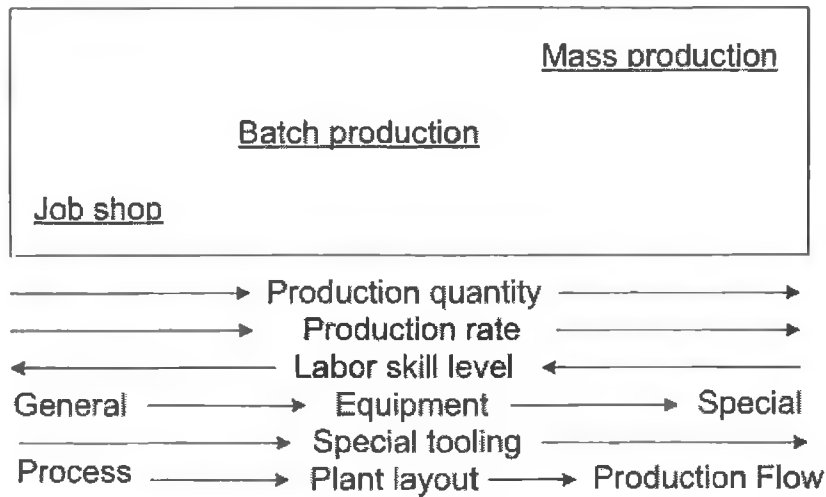 Mass production
Batch production
Job shop
Production quantity
Production rate
Labor skill level
General Equipment Special
Special tooling
Process Plant layout Production Flow